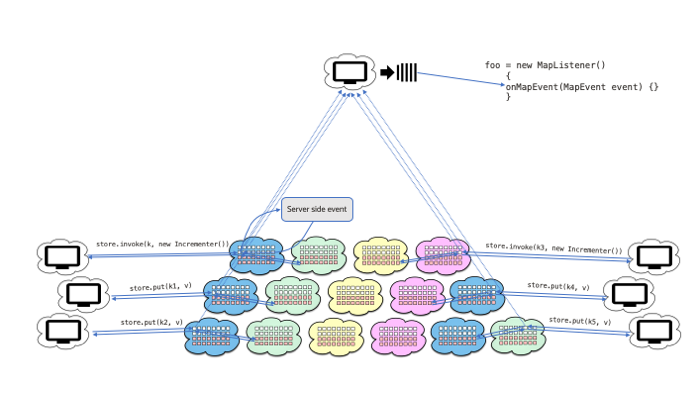 foo = new MapListener()
{
onMapEvent(MapEvent event) {}
}
Server side event
store.invoke(k, new Incrementer())
store.invoke(k3, new Incrementer())
store.put(k1, v)
store.put(k4, v)
store.put(k2, v)
store.put(k5, v)